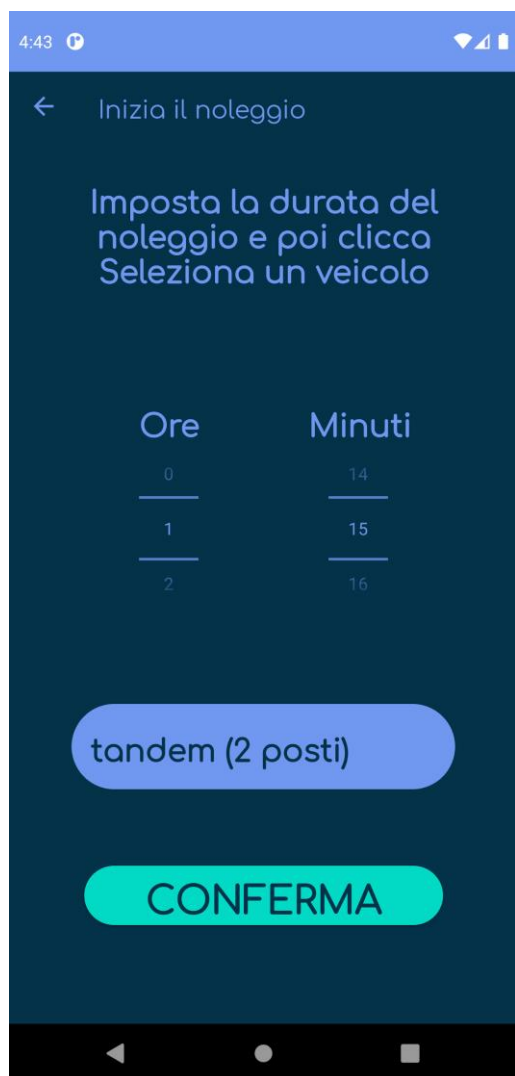 4:43
Inizia il noleggio
Imposta la durata del
noleggio e poi clicca
Seleziona un veicolo
Ore Minuti
0 14
1 15
2 16
tandem (2 posti)
CONFERMA